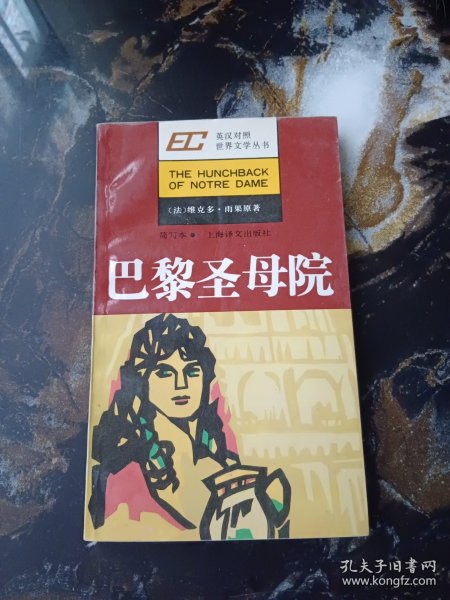 EC
英汉对照
世界文学丛书
THE HUNCHBACK
OF NOTRE DAME
〔法〕维克多·雨果原著
简写本 • 上海译文出版社
巴黎圣母院
孔夫子旧书网
www.kongfz.com